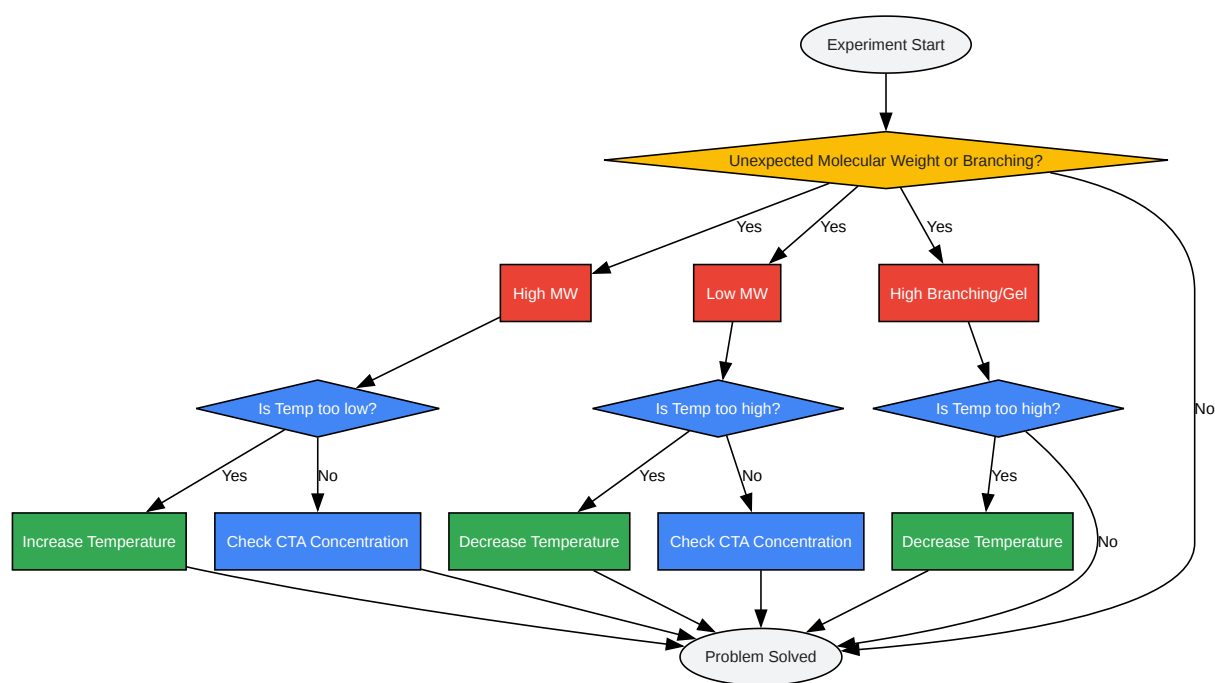 Experiment Start
Unexpected Molecular Weight or Branching?
Yes
Yes
Yes
High MW
Low MW
High Branching/Gel
Is Temp too low?
Is Temp too high?
Is Temp too high?
No
Yes
No
Yes
No
Yes
Increase Temperature
Check CTA Concentration
Decrease Temperature
Check CTA Concentration
Decrease Temperature
No
Problem Solved